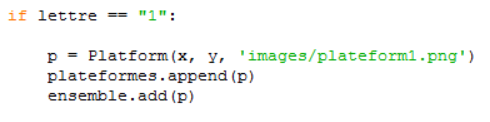 if lettre == "1":
p = Platform(x, y, 'images/plateform1.png')
plateformes.append(p)
ensemble.add(p)